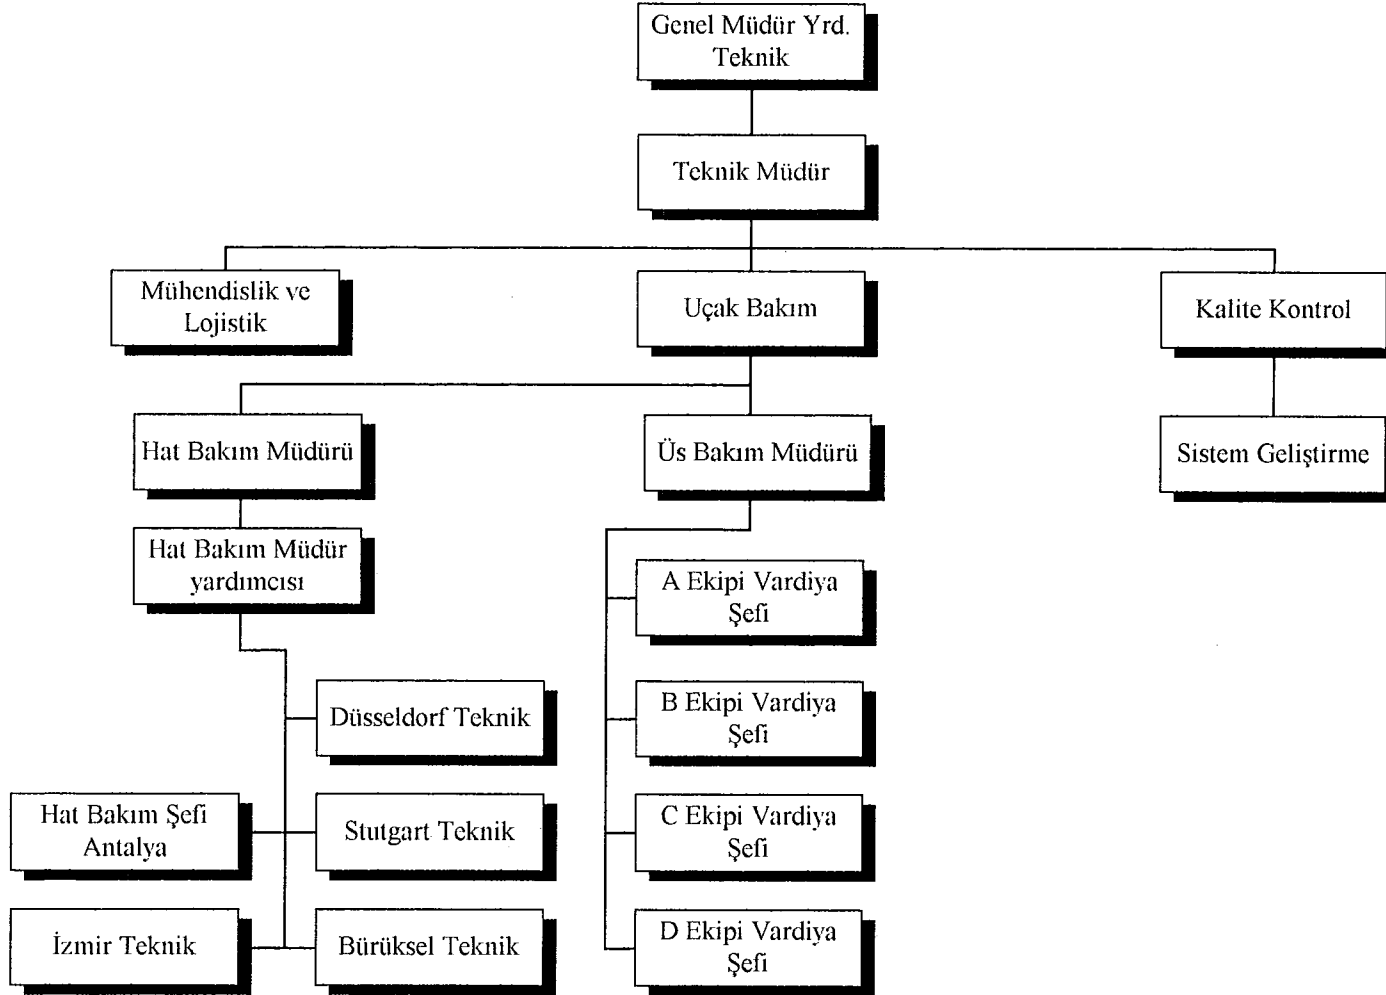 Genel Müdür Yrd.
Teknik
Teknik Müdür
Mühendislik ve
Lojistik
Uçak Bakım
Kalite Kontrol
Hat Bakım Müdürü
Üs Bakım Müdürü
Sistem Geliştirme
Hat Bakım Müdür
yardımcısı
A Ekipi Vardiya
Şefi
Düsseldorf Teknik
B Ekipi Vardiya
Şefi
Hat Bakım Şefi
Antalya
Stutgart Teknik
C Ekipi Vardiya
Şefi
İzmir Teknik
Bürüksel Teknik
D Ekipi Vardiya
Şefi